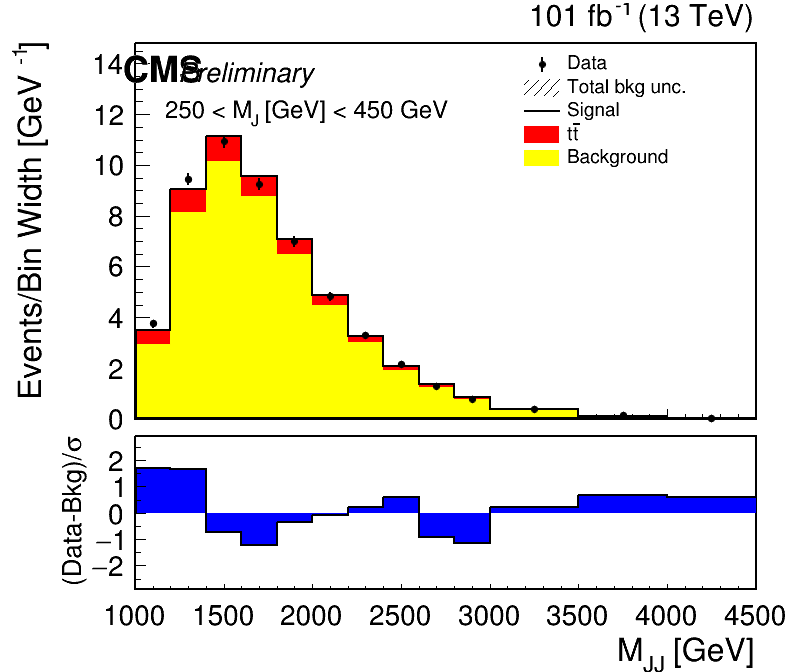 101 fb⁻¹ (13 TeV)
Events/Bin Width [GeV⁻¹]
14
12
10
8
6
4
2
0
CMS Preliminary
250 < M_JJ [GeV] < 450 GeV
Data
Total bkg unc.
Signal
tt̄
Background
(Data-Bkg)/σ
2
1
0
−1
−2
1000 1500 2000 2500 3000 3500 4000 4500
M_JJ [GeV]